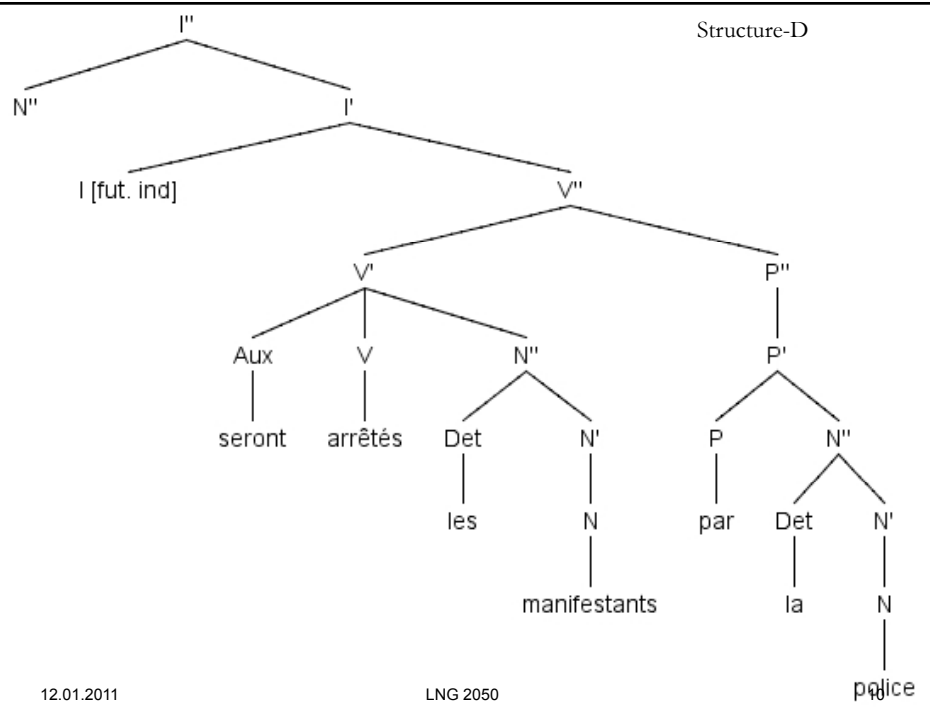 Structure-D
I"
N" I'
I [fut. ind] V"
V' P"
Aux V N" P'
seront arrêtés Det N' P N"
les N par Det N'
manifestants la N
police
12.01.2011 LNG 2050 10